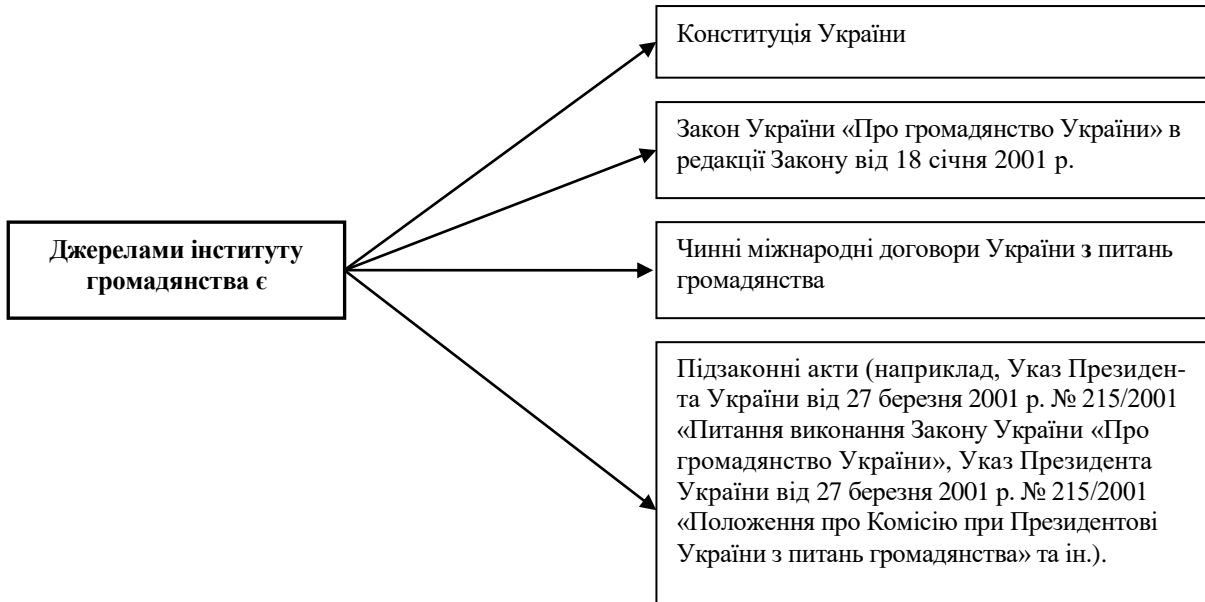 Джерелами інституту
громадянства є
Конституція України
Закон України «Про громадянство України» в
редакції Закону від 18 січня 2001 р.
Чинні міжнародні договори України з питань
громадянства
Підзаконні акти (наприклад, Указ Президен-
та України від 27 березня 2001 р. № 215/2001
«Питання виконання Закону України «Про
громадянство України», Указ Президента
України від 27 березня 2001 р. № 215/2001
«Положення про Комісію при Президентові
України з питань громадянства» та ін.).